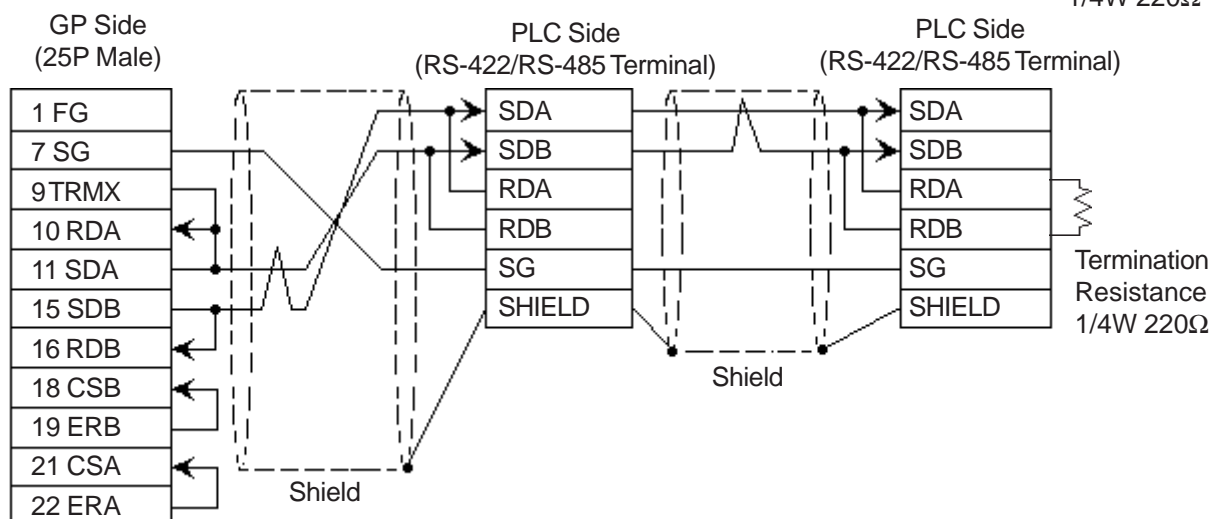 1/4W 220Ω
GP Side
(25P Male)
PLC Side
(RS-422/RS-485 Terminal)
PLC Side
(RS-422/RS-485 Terminal)
1 FG
7 SG
9 TRMX
10 RDA
11 SDA
15 SDB
16 RDB
18 CSB
19 ERB
21 CSA
22 ERA
Shield
SDA
SDB
RDA
RDB
SG
SHIELD
Shield
SDA
SDB
RDA
RDB
SG
SHIELD
Termination
Resistance
1/4W 220Ω